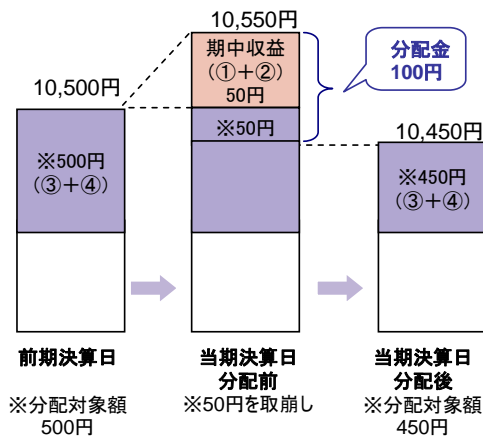 10,550円
期中収益
(①+②)
50円
分配金
100円
10,500円
※50円
10,450円
※500円
(③+④)
※450円
(③+④)
前期決算日
当期決算日
分配前
当期決算日
分配後
※分配対象額
500円
※50円を取崩し
※分配対象額
450円